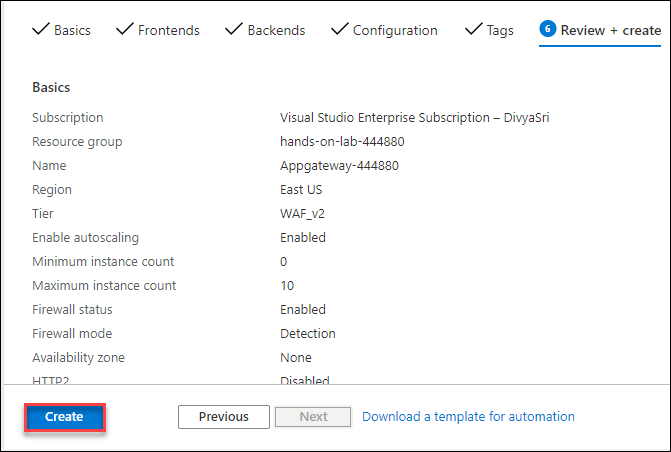 Basics Frontends Backends Configuration Tags 6 Review + create
Basics
Subscription Visual Studio Enterprise Subscription – DivyaSri
Resource group hands-on-lab-444880
Name Appgateway-444880
Region East US
Tier WAF_v2
Enable autoscaling Enabled
Minimum instance count 0
Maximum instance count 10
Firewall status Enabled
Firewall mode Detection
Availability zone None
HTTP2 Disabled
Create Previous Next Download a template for automation